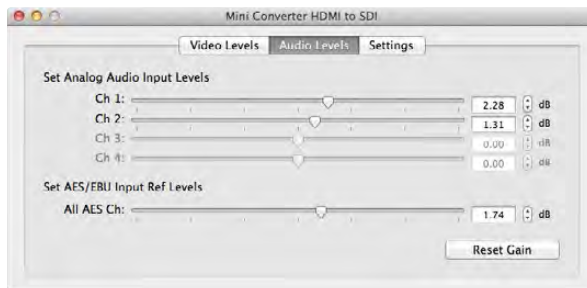 Mini Converter HDMI to SDI
Video Levels Audio Levels Settings
Set Analog Audio Input Levels
Ch 1: 2.28 dB
Ch 2: 1.31 dB
Ch 3: 0.00 dB
Ch 4: 0.00 dB
Set AES/EBU Input Ref Levels
All AES Ch: 1.74 dB
Reset Gain